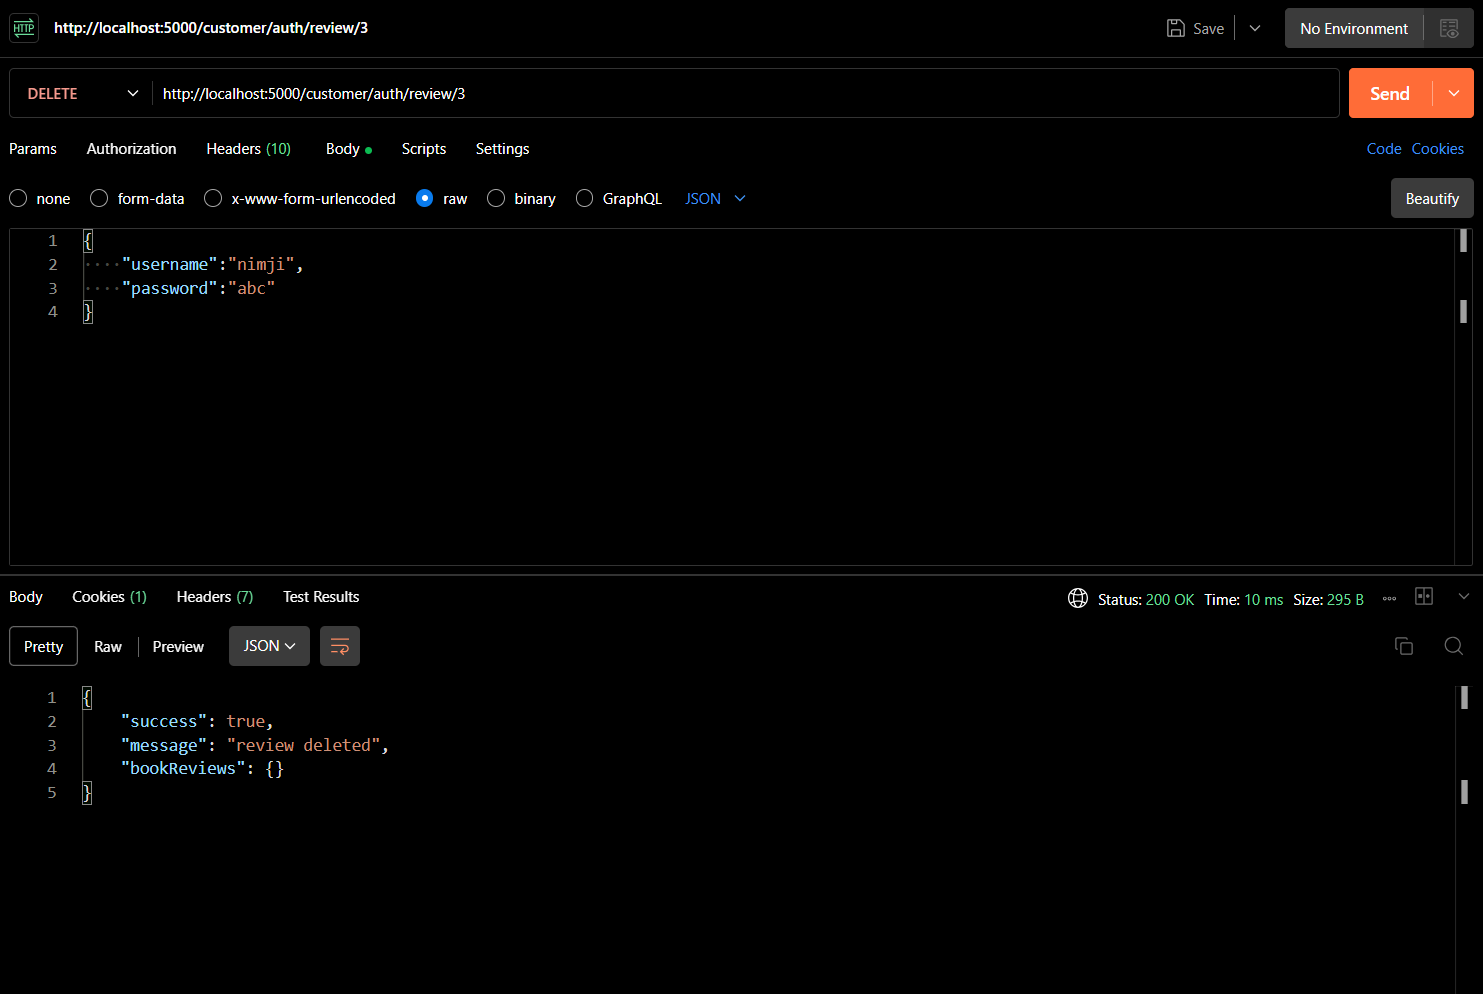 HTTP http://localhost:5000/customer/auth/review/3 Save No Environment
DELETE http://localhost:5000/customer/auth/review/3 Send
Params Authorization Headers (10) Body Scripts Settings Code Cookies
none form-data x-www-form-urlencoded raw binary GraphQL JSON Beautify
1 {
2 ····"username":"nimji",
3 ····"password":"abc"
4 }
Body Cookies (1) Headers (7) Test Results Status: 200 OK Time: 10 ms Size: 295 B
Pretty Raw Preview JSON
1 {
2 "success": true,
3 "message": "review deleted",
4 "bookReviews": {}
5 }